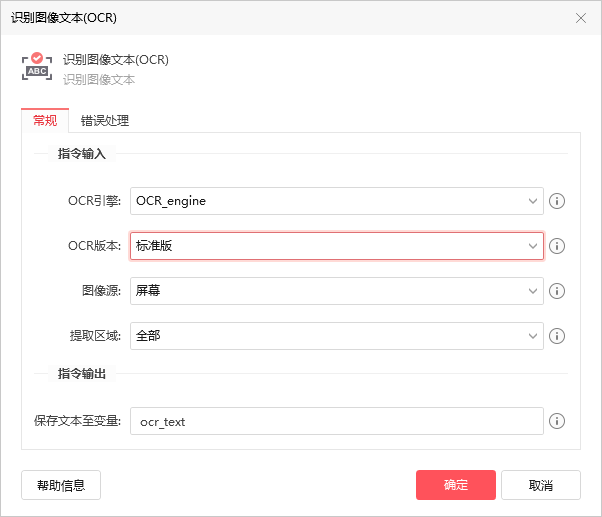 识别图像文本(OCR)
ABC
识别图像文本(OCR)
识别图像文本
常规 错误处理
指令输入
OCR引擎: OCR_engine
OCR版本: 标准版
图像源: 屏幕
提取区域: 全部
指令输出
保存文本至变量: ocr_text
帮助信息 确定 取消